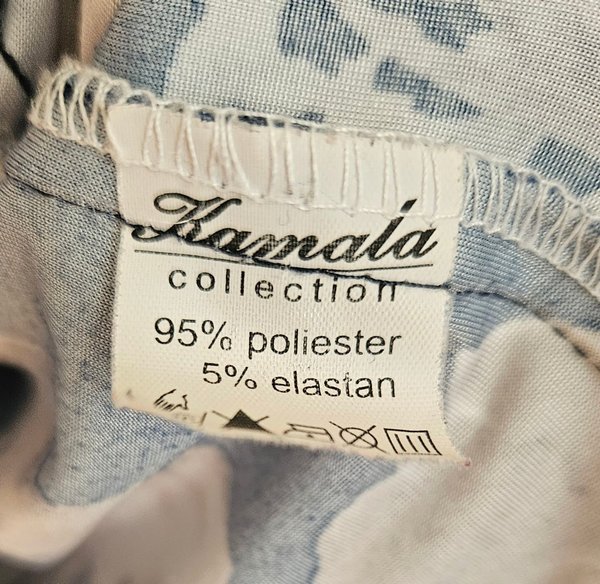 Kamala
collection
95% poliester
5% elastan